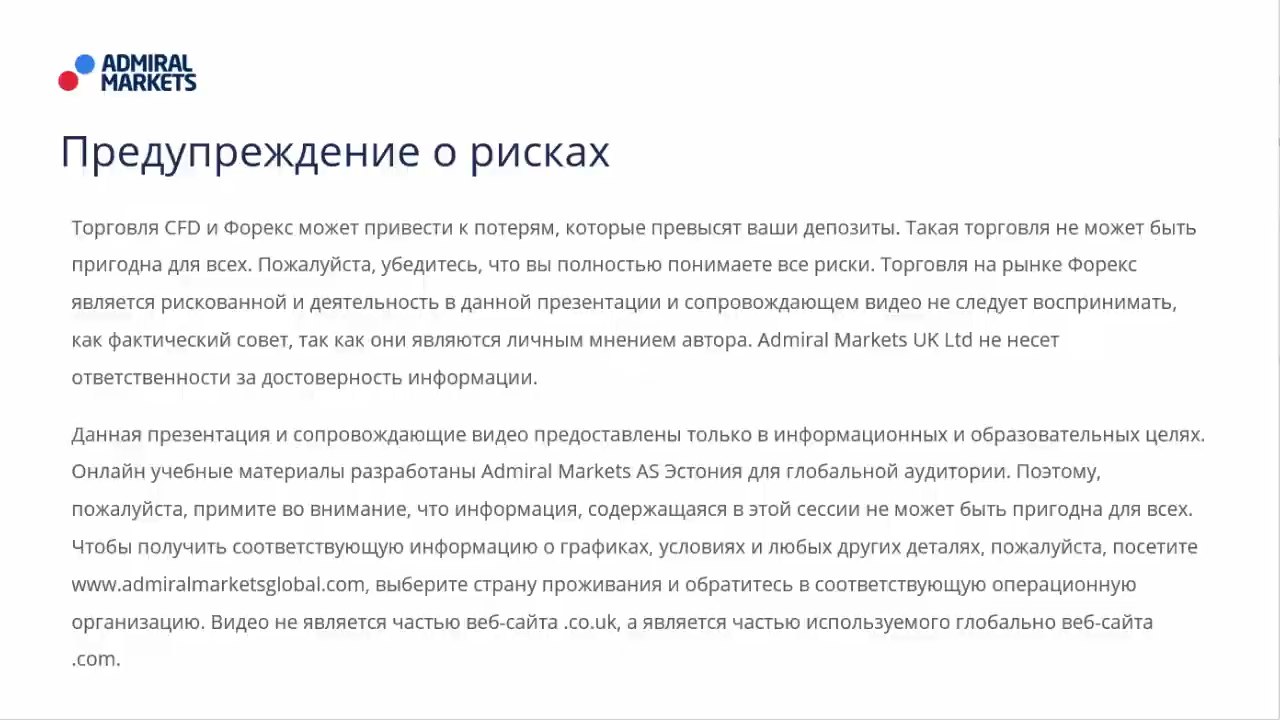 ADMIRAL
MARKETS
Предупреждение о рисках
Торговля CFD и Форекс может привести к потерям, которые превысят ваши депозиты. Такая торговля не может быть
пригодна для всех. Пожалуйста, убедитесь, что вы полностью понимаете все риски. Торговля на рынке Форекс
является рискованной и деятельность в данной презентации и сопровождающем видео не следует воспринимать,
как фактический совет, так как они являются личным мнением автора. Admiral Markets UK Ltd не несет
ответственности за достоверность информации.
Данная презентация и сопровождающие видео предоставлены только в информационных и образовательных целях.
Онлайн учебные материалы разработаны Admiral Markets AS Эстония для глобальной аудитории. Поэтому,
пожалуйста, примите во внимание, что информация, содержащаяся в этой сессии не может быть пригодна для всех.
Чтобы получить соответствующую информацию о графиках, условиях и любых других деталях, пожалуйста, посетите
www.admiralmarketsglobal.com, выберите страну проживания и обратитесь в соответствующую операционную
организацию. Видео не является частью веб-сайта .co.uk, а является частью используемого глобально веб-сайта
.com.